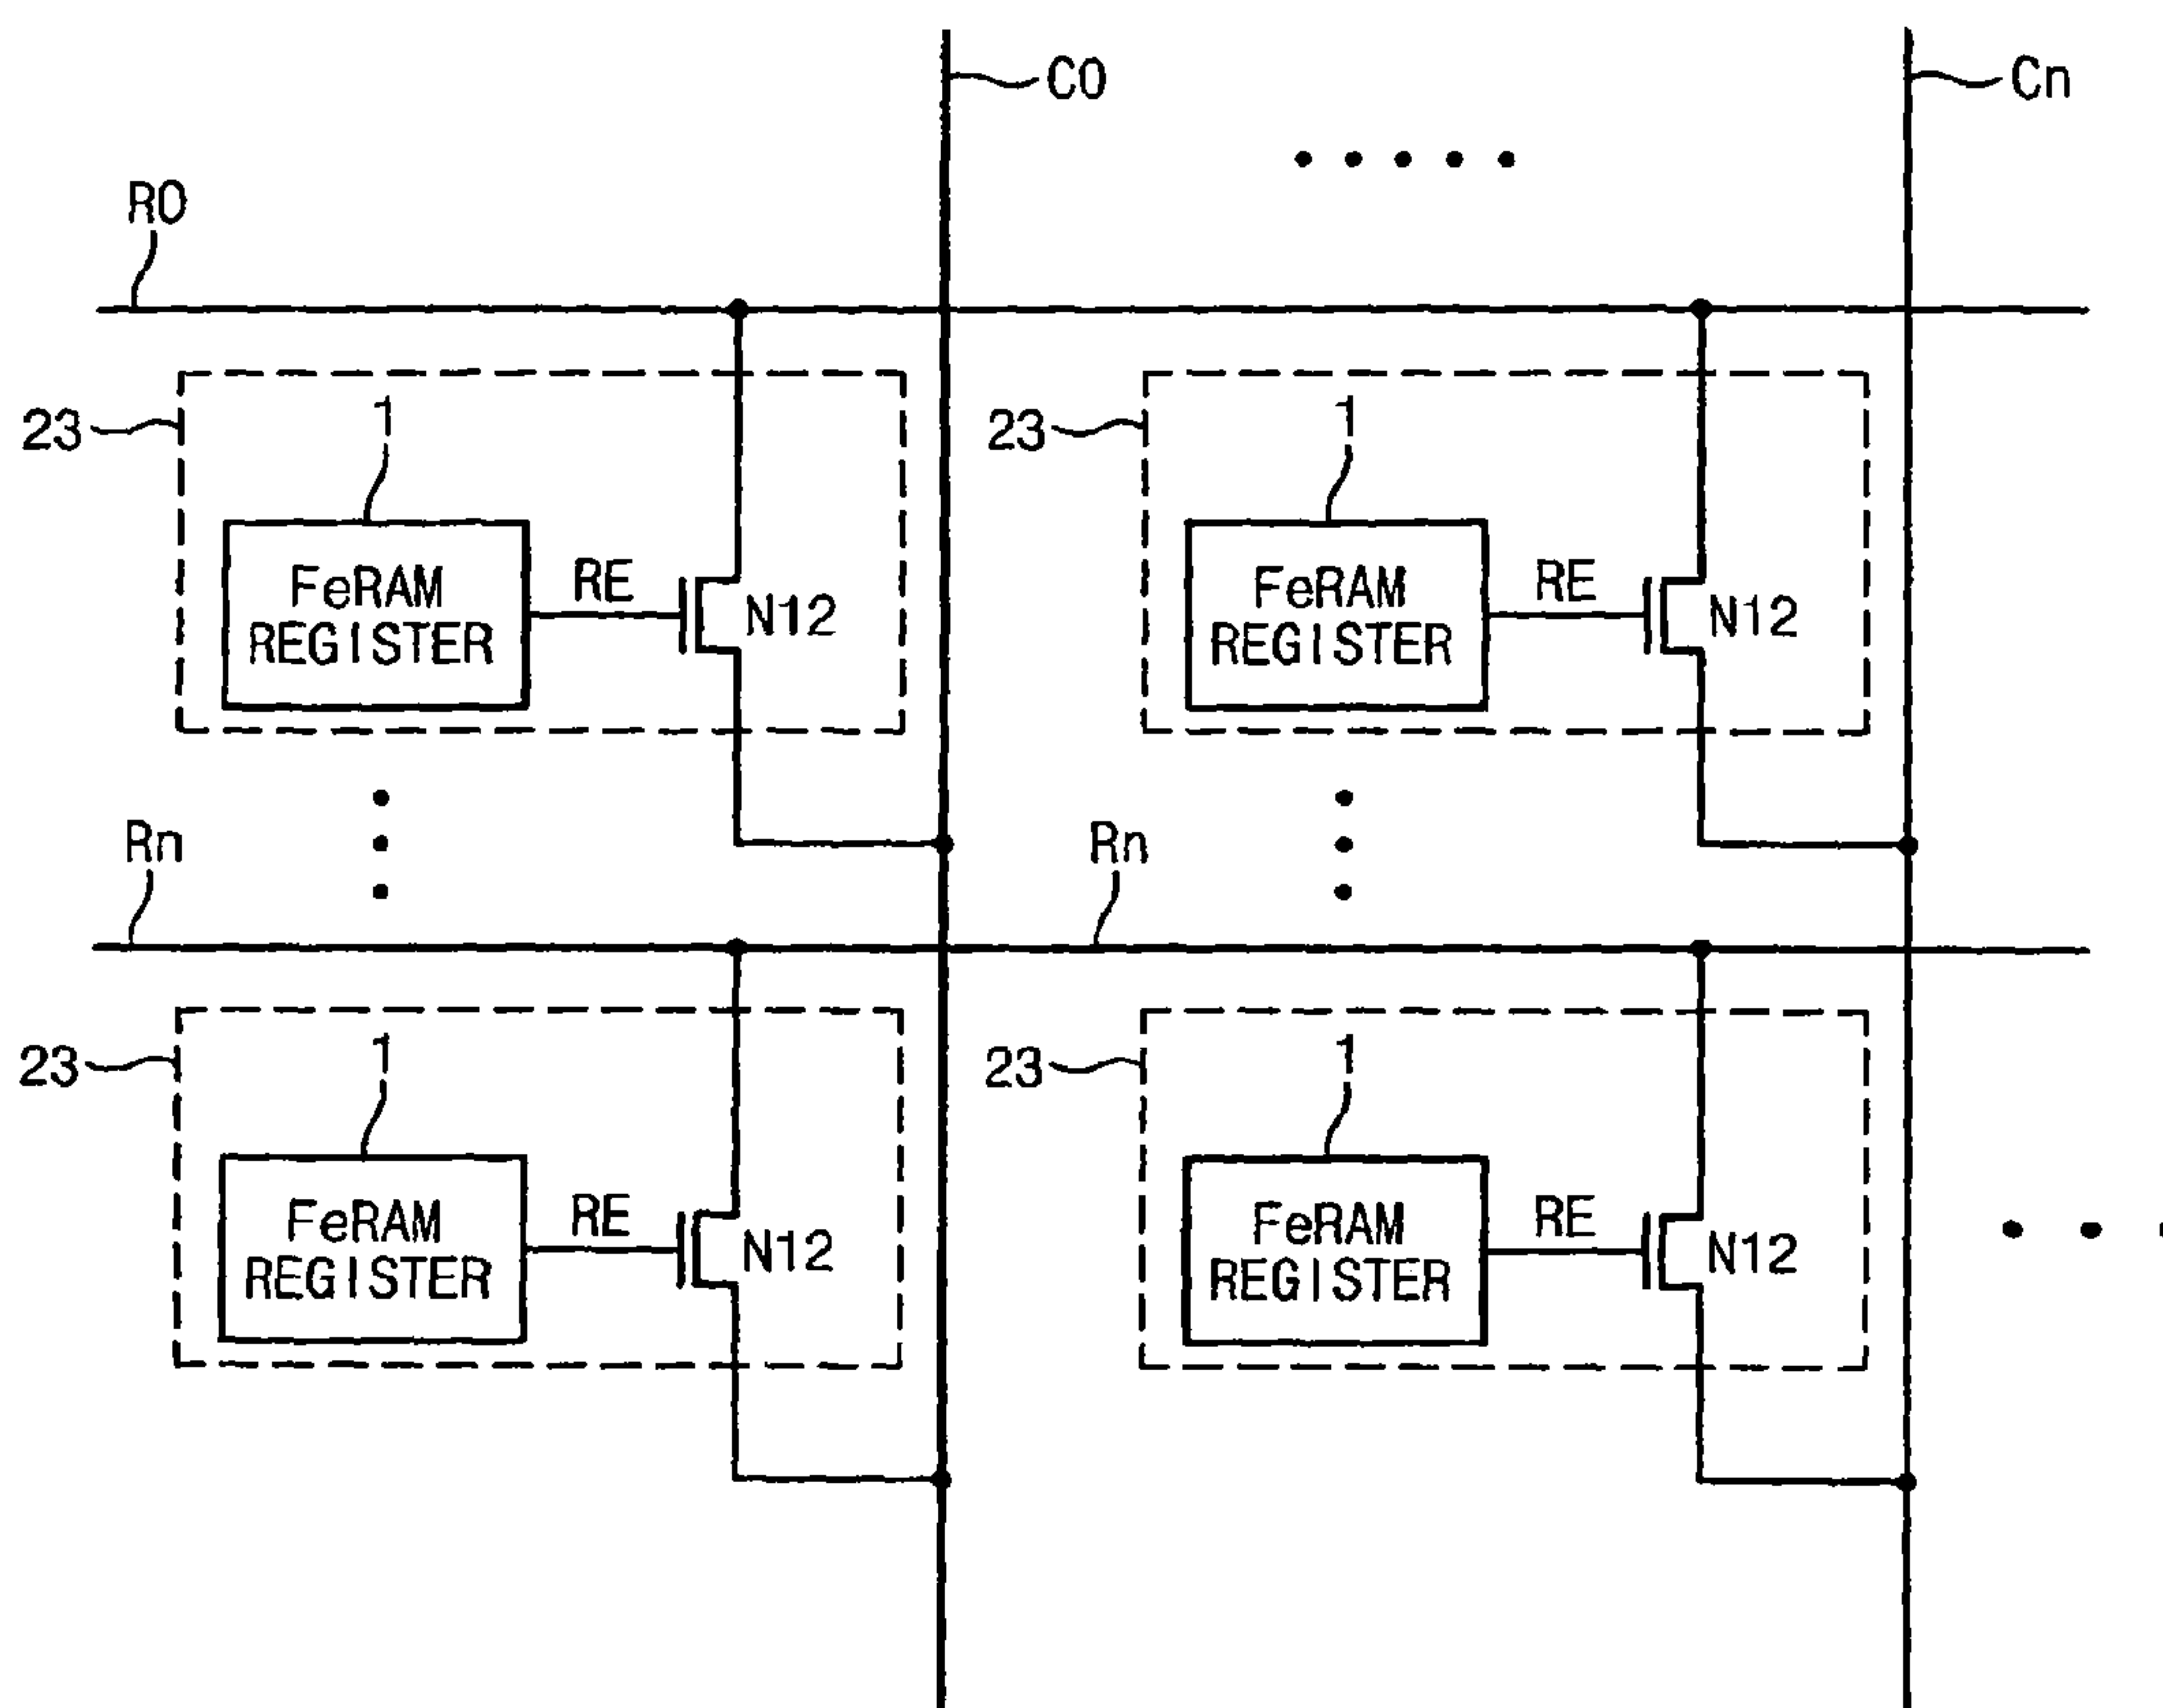 C0
Cn
R0
23
1
FeRAM
REGISTER
RE
N12
23
1
FeRAM
REGISTER
RE
N12
Rn
Rn
23
1
FeRAM
REGISTER
RE
N12
23
1
FeRAM
REGISTER
RE
N12